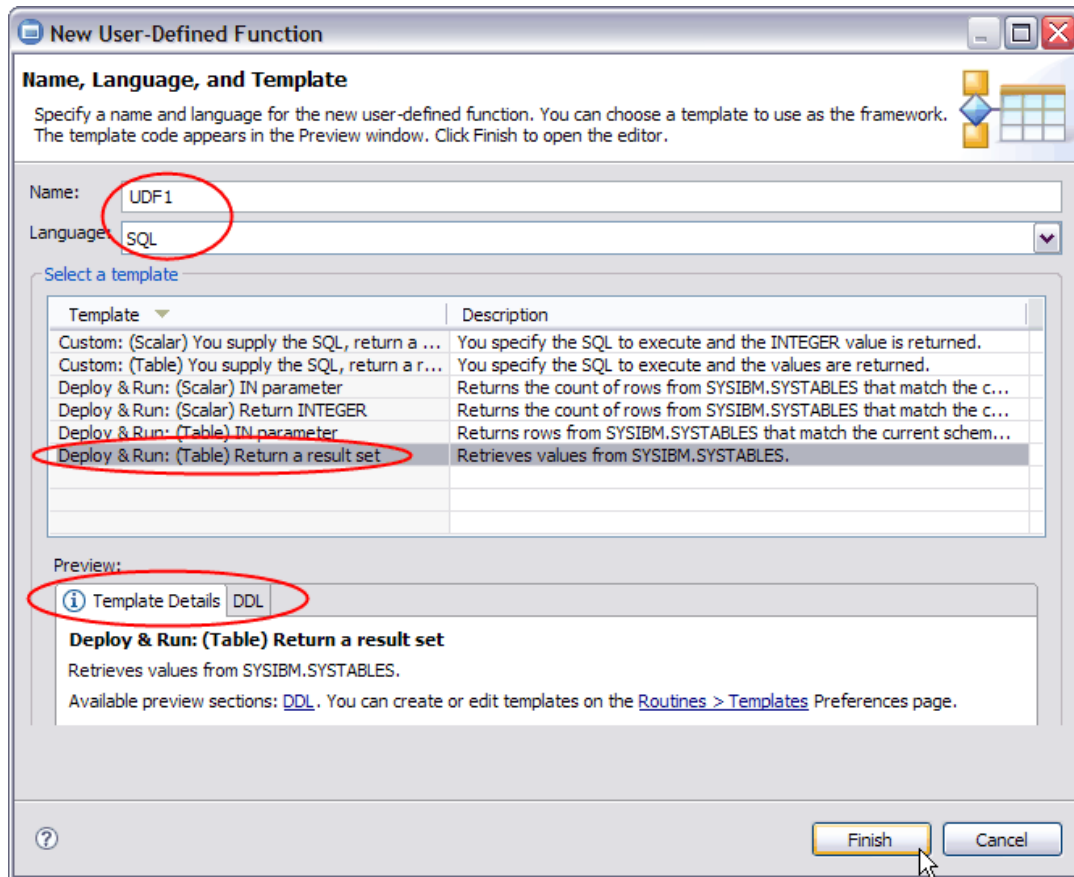 New User-Defined Function
Name, Language, and Template
Specify a name and language for the new user-defined function. You can choose a template to use as the framework.
The template code appears in the Preview window. Click Finish to open the editor.
Name: UDF1
Language: SQL
Select a template
Template Description
Custom: (Scalar) You supply the SQL, return a ... You specify the SQL to execute and the INTEGER value is returned.
Custom: (Table) You supply the SQL, return a r... You specify the SQL to execute and the values are returned.
Deploy & Run: (Scalar) IN parameter Returns the count of rows from SYSIBM.SYSTABLES that match the c...
Deploy & Run: (Scalar) Return INTEGER Returns the count of rows from SYSIBM.SYSTABLES that match the c...
Deploy & Run: (Table) IN parameter Returns rows from SYSIBM.SYSTABLES that match the current schem...
Deploy & Run: (Table) Return a result set Retrieves values from SYSIBM.SYSTABLES.
Preview:
Template Details DDL
Deploy & Run: (Table) Return a result set
Retrieves values from SYSIBM.SYSTABLES.
Available preview sections: DDL. You can create or edit templates on the Routines > Templates Preferences page.
? Finish Cancel